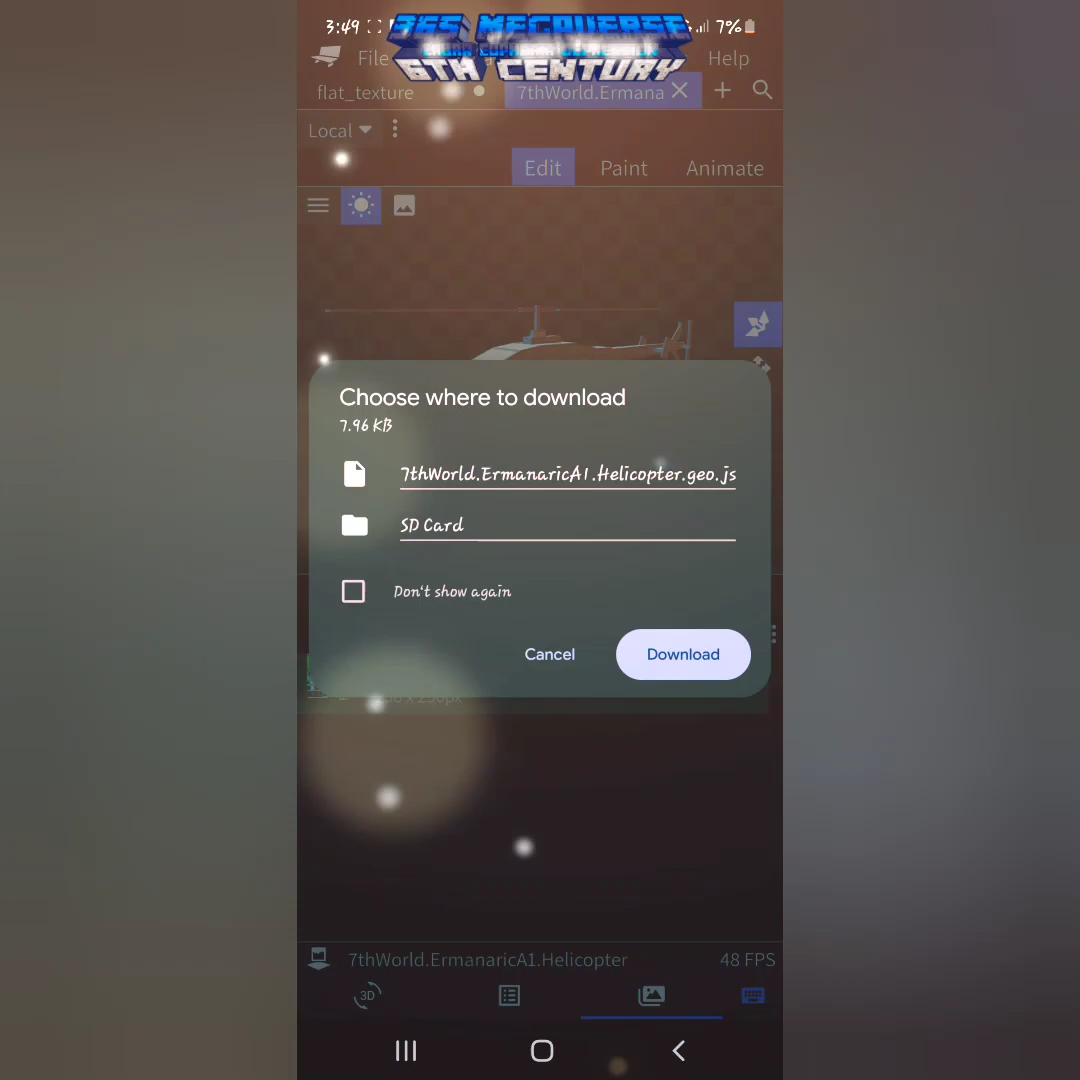 3:49
7%
365 MEGAVERSE
6TH CENTURY
File
Help
flat_texture
7thWorld.Ermana
Local
Edit
Paint
Animate
Choose where to download
7.96 KB
7thWorld.ErmanaricA1.Helicopter.geo.js
SD Card
Don't show again
Cancel
Download
7thWorld.ErmanaricA1.Helicopter
48 FPS
3D